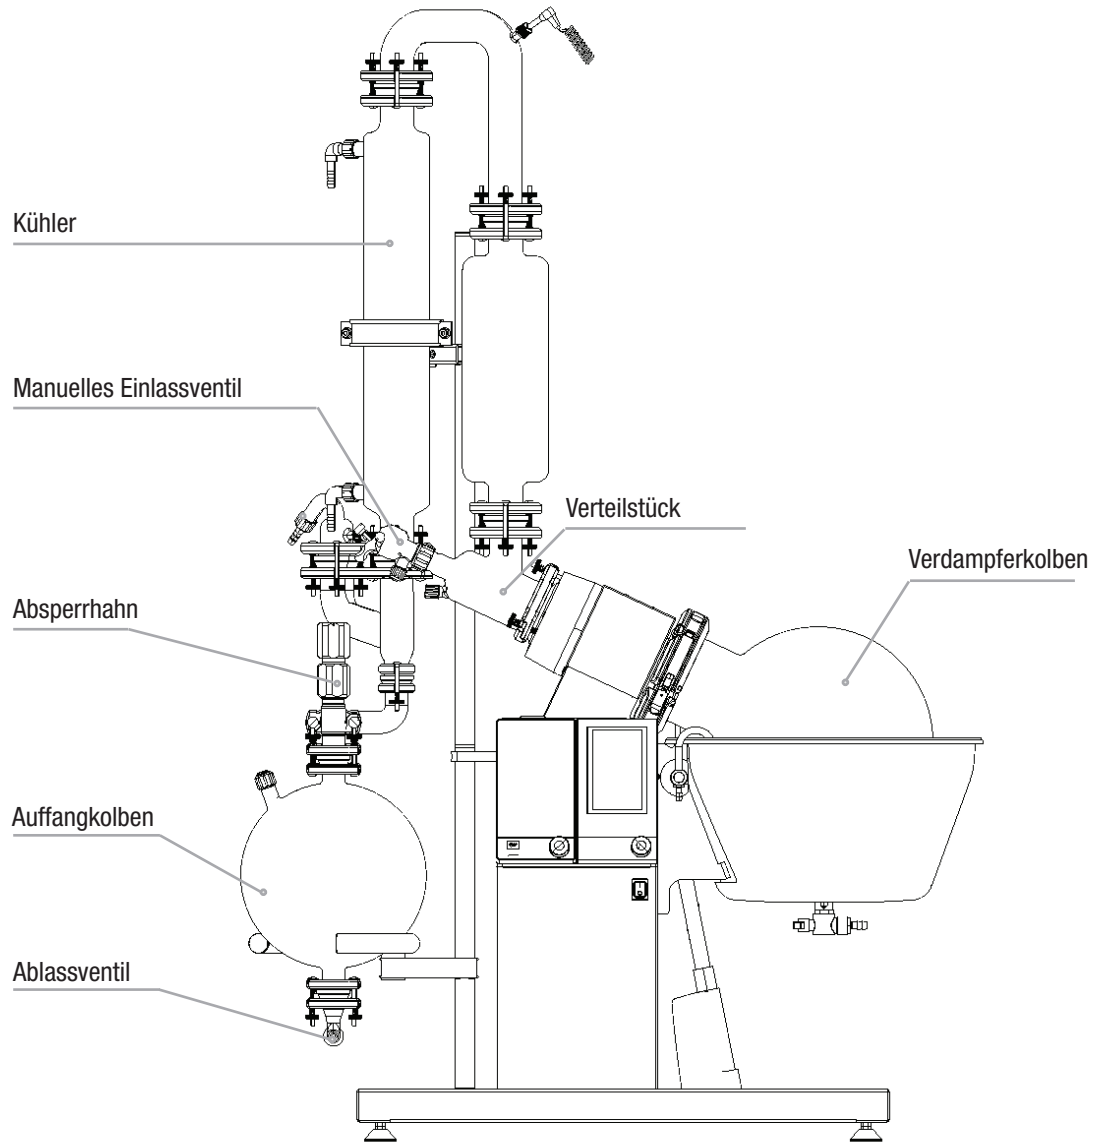 Kühler
Manuelles Einlassventil
Verteilstück
Verdampferkolben
Absperrhahn
Auffangkolben
Ablassventil